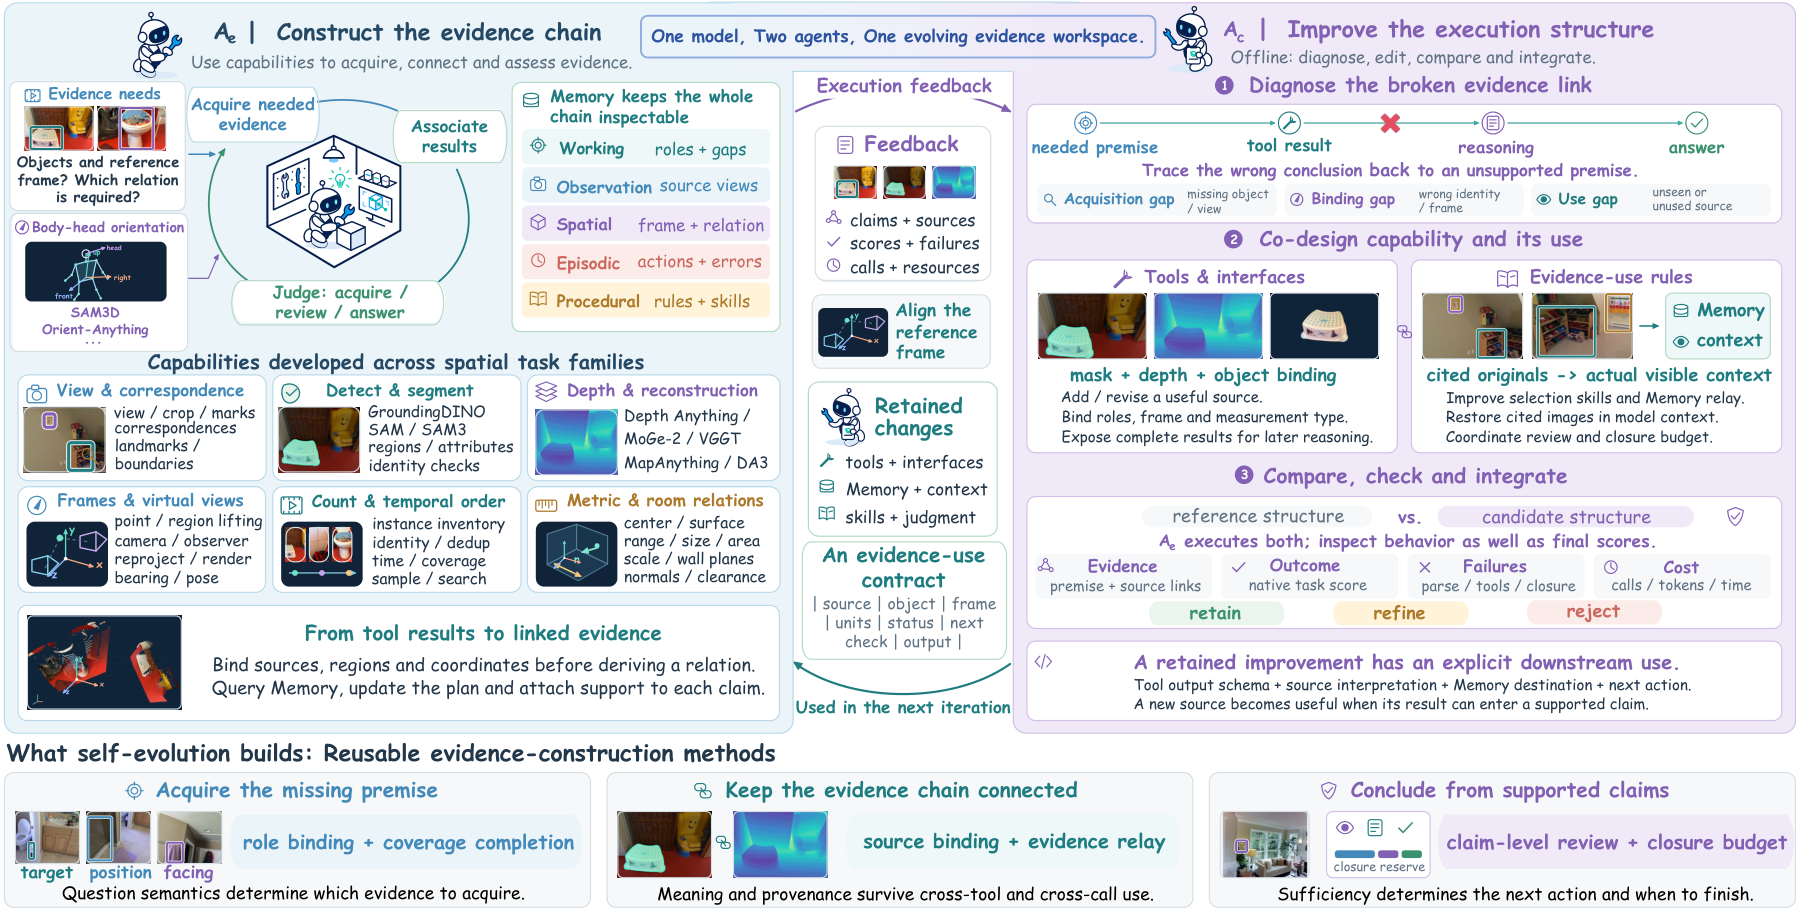 Ae | Construct the evidence chain
Use capabilities to acquire, connect and assess evidence.
One model, Two agents, One evolving evidence workspace.
Ac | Improve the execution structure
Offline: diagnose, edit, compare and integrate.
Evidence needs
Objects and reference
frame? Which relation
is required?
Body-head orientation
head
up
right
front
SAM3D
Orient-Anything
...
Acquire needed
evidence
Associate
results
Judge: acquire /
review / answer
Memory keeps the whole
chain inspectable
Working roles + gaps
Observation source views
Spatial frame + relation
Episodic actions + errors
Procedural rules + skills
Capabilities developed across spatial task families
View & correspondence
view / crop / marks
correspondences
landmarks /
boundaries
Detect & segment
GroundingDINO
SAM / SAM3
regions / attributes
identity checks
Depth & reconstruction
Depth Anything /
MoGe-2 / VGGT
MapAnything / DA3
Frames & virtual views
Y
X
Z
point / region lifting
camera / observer
reproject / render
bearing / pose
Count & temporal order
instance inventory
identity / dedup
time / coverage
sample / search
Metric & room relations
center / surface
range / size / area
scale / wall planes
normals / clearance
From tool results to linked evidence
Bind sources, regions and coordinates before deriving a relation.
Query Memory, update the plan and attach support to each claim.
Execution feedback
Feedback
claims + sources
scores + failures
calls + resources
Align the
reference
frame
Retained
changes
tools + interfaces
Memory + context
skills + judgment
An evidence-use
contract
| source | object | frame
| units | status | next
check | output |
Used in the next iteration
1 Diagnose the broken evidence link
needed premise
tool result
reasoning
answer
Trace the wrong conclusion back to an unsupported premise.
Acquisition gap missing object
/ view
Binding gap wrong identity
/ frame
Use gap unseen or
unused source
2 Co-design capability and its use
Tools & interfaces
mask + depth + object binding
Add / revise a useful source.
Bind roles, frame and measurement type.
Expose complete results for later reasoning.
Evidence-use rules
Memory
context
cited originals -> actual visible context
Improve selection skills and Memory relay.
Restore cited images in model context.
Coordinate review and closure budget.
3 Compare, check and integrate
reference structure vs. candidate structure
Ae executes both; inspect behavior as well as final scores.
Evidence
premise + source links
Outcome
native task score
Failures
parse / tools / closure
Cost
calls / tokens / time
retain
refine
reject
A retained improvement has an explicit downstream use.
Tool output schema + source interpretation + Memory destination + next action.
A new source becomes useful when its result can enter a supported claim.
What self-evolution builds: Reusable evidence-construction methods
Acquire the missing premise
target position facing
role binding + coverage completion
Question semantics determine which evidence to acquire.
Keep the evidence chain connected
source binding + evidence relay
Meaning and provenance survive cross-tool and cross-call use.
Conclude from supported claims
closure reserve
claim-level review + closure budget
Sufficiency determines the next action and when to finish.